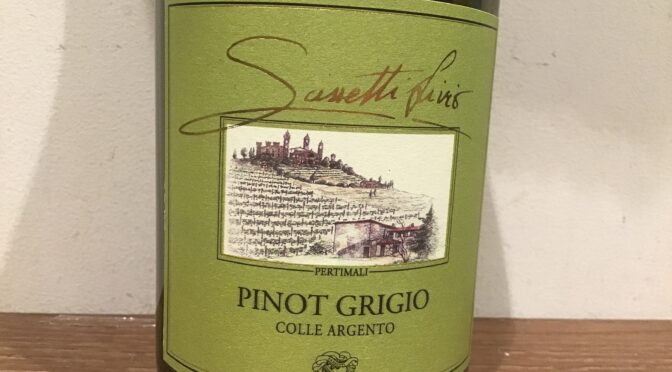 Sassetti Livio
PERTIMALI
PINOT GRIGIO
COLLE ARGENTO